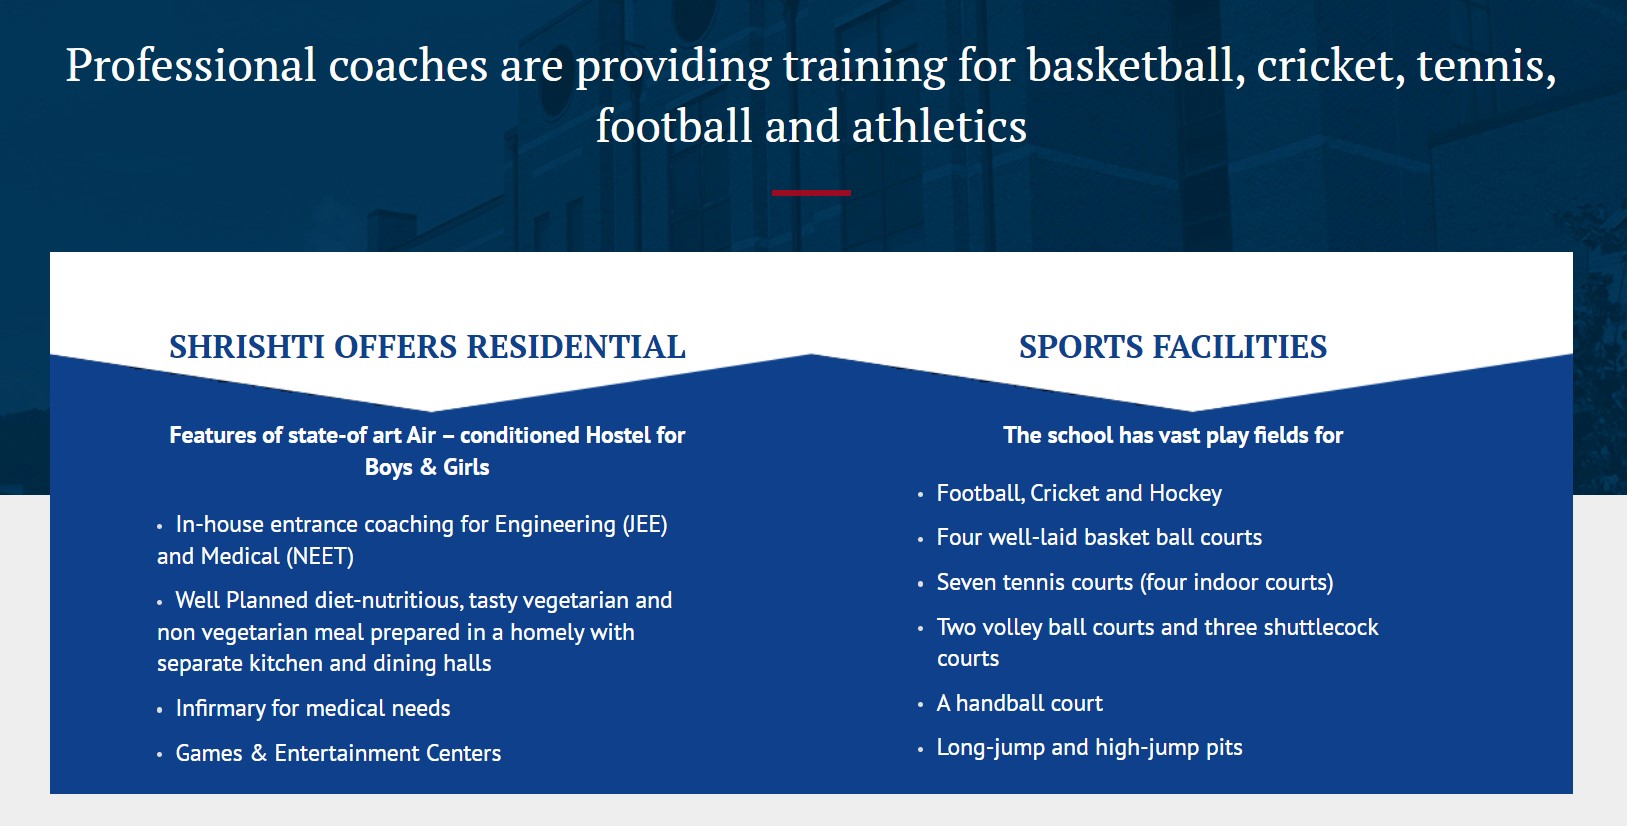 Professional coaches are providing training for basketball, cricket, tennis,
football and athletics
SHRISHTI OFFERS RESIDENTIAL
Features of state-of art Air – conditioned Hostel for
Boys & Girls
• In-house entrance coaching for Engineering (JEE)
and Medical (NEET)
• Well Planned diet-nutritious, tasty vegetarian and
non vegetarian meal prepared in a homely with
separate kitchen and dining halls
• Infirmary for medical needs
• Games & Entertainment Centers
SPORTS FACILITIES
The school has vast play fields for
• Football, Cricket and Hockey
• Four well-laid basket ball courts
• Seven tennis courts (four indoor courts)
• Two volley ball courts and three shuttlecock
courts
• A handball court
• Long-jump and high-jump pits